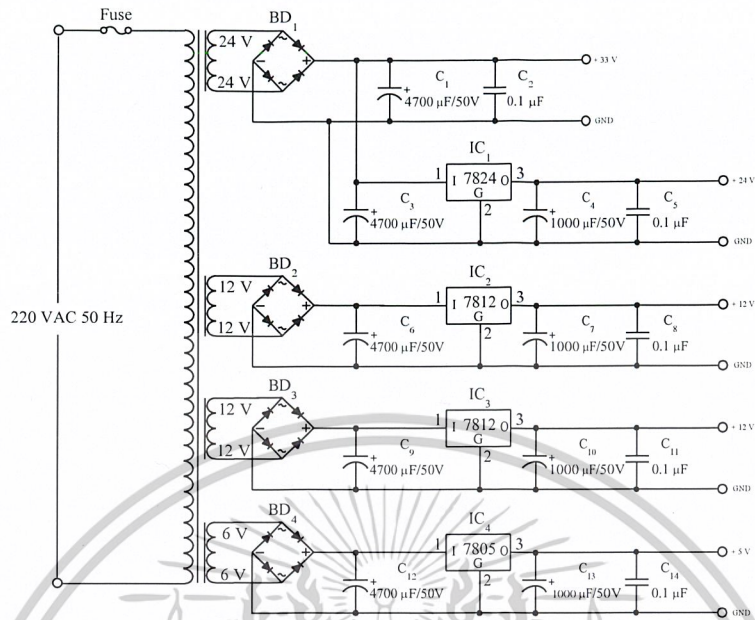 Fuse
BD1
24 V
24 V
C1
4700 µF/50V
C2
0.1 µF
+ 33 V
GND
IC1
1
I 7824 O
G
3
2
C3
4700 µF/50V
C4
1000 µF/50V
C5
0.1 µF
+ 24 V
GND
BD2
12 V
12 V
IC2
1
I 7812 O
G
3
2
C6
4700 µF/50V
C7
1000 µF/50V
C8
0.1 µF
+ 12 V
GND
220 VAC 50 Hz
BD3
12 V
12 V
IC3
1
I 7812 O
G
3
2
C9
4700 µF/50V
C10
1000 µF/50V
C11
0.1 µF
+ 12 V
GND
BD4
6 V
6 V
IC4
1
I 7805 O
G
3
2
C12
4700 µF/50V
C13
1000 µF/50V
C14
0.1 µF
+ 5 V
GND